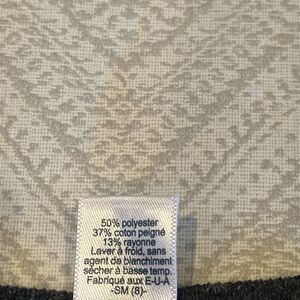 50% polyester
37% coton peigné
13% rayonne
Laver à froid, sans
agent de blanchiment
sécher à basse temp.
Fabriqué aux E-U-A
-SM (8)-